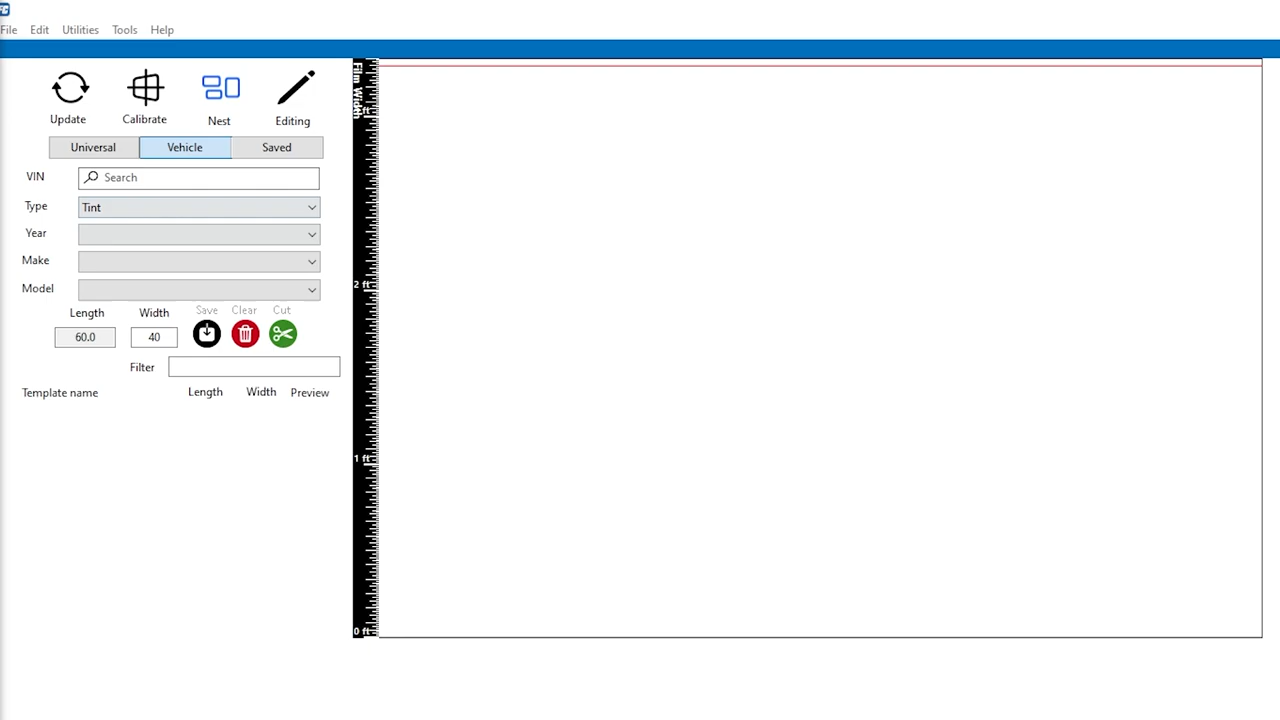 File Edit Utilities Tools Help
Update Calibrate Nest Editing
Universal Vehicle Saved
VIN Search
Type Tint
Year
Make
Model
Length Width Save Clear Cut
60.0 40
Filter
Template name Length Width Preview
Film Width
2 ft
1 ft
0 ft